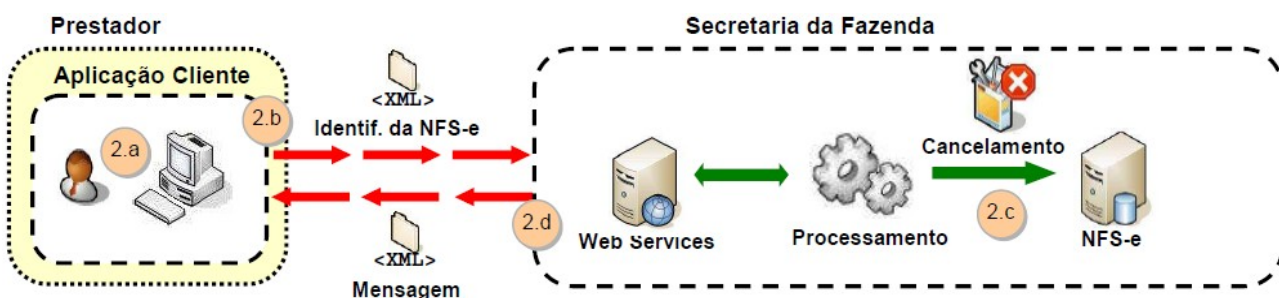 Prestador
Secretaria da Fazenda
Aplicação Cliente
<XML>
2.a
2.b
Identif. da NFS-e
Cancelamento
2.c
2.d
Web Services
Processamento
NFS-e
<XML>
Mensagem